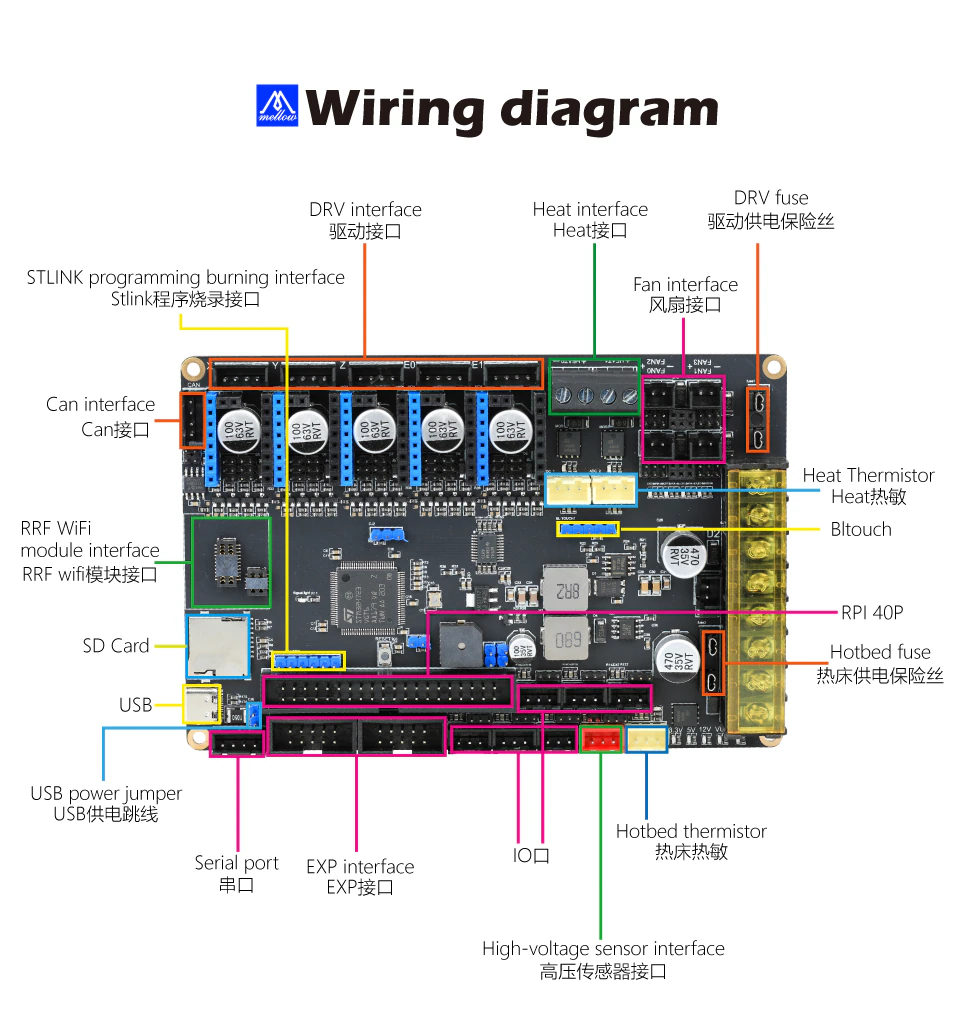 mellow
Wiring diagram
DRV fuse
驱动供电保险丝
DRV interface
驱动接口
Heat interface
Heat接口
STLINK programming burning interface
Stlink程序烧录接口
Fan interface
风扇接口
FAN2
FAN3
FAN0
FAN1
CAN
Y
Z
E0
E1
Can interface
Can接口
100
63V
RVT
100
63V
RVT
100
63V
RVT
100
63V
RVT
100
63V
RVT
Heat Thermistor
Heat热敏
Bltouch
RRF WiFi
module interface
RRF wifi模块接口
470
35V
RVT
8R2
RPI 40P
SD Card
100
35V
RVT
680
470
35V
RVT
Hotbed fuse
热床供电保险丝
USB
3.3V 5V 12V
USB power jumper
USB供电跳线
Hotbed thermistor
热床热敏
Serial port
串口
EXP interface
EXP接口
IO口
High-voltage sensor interface
高压传感器接口